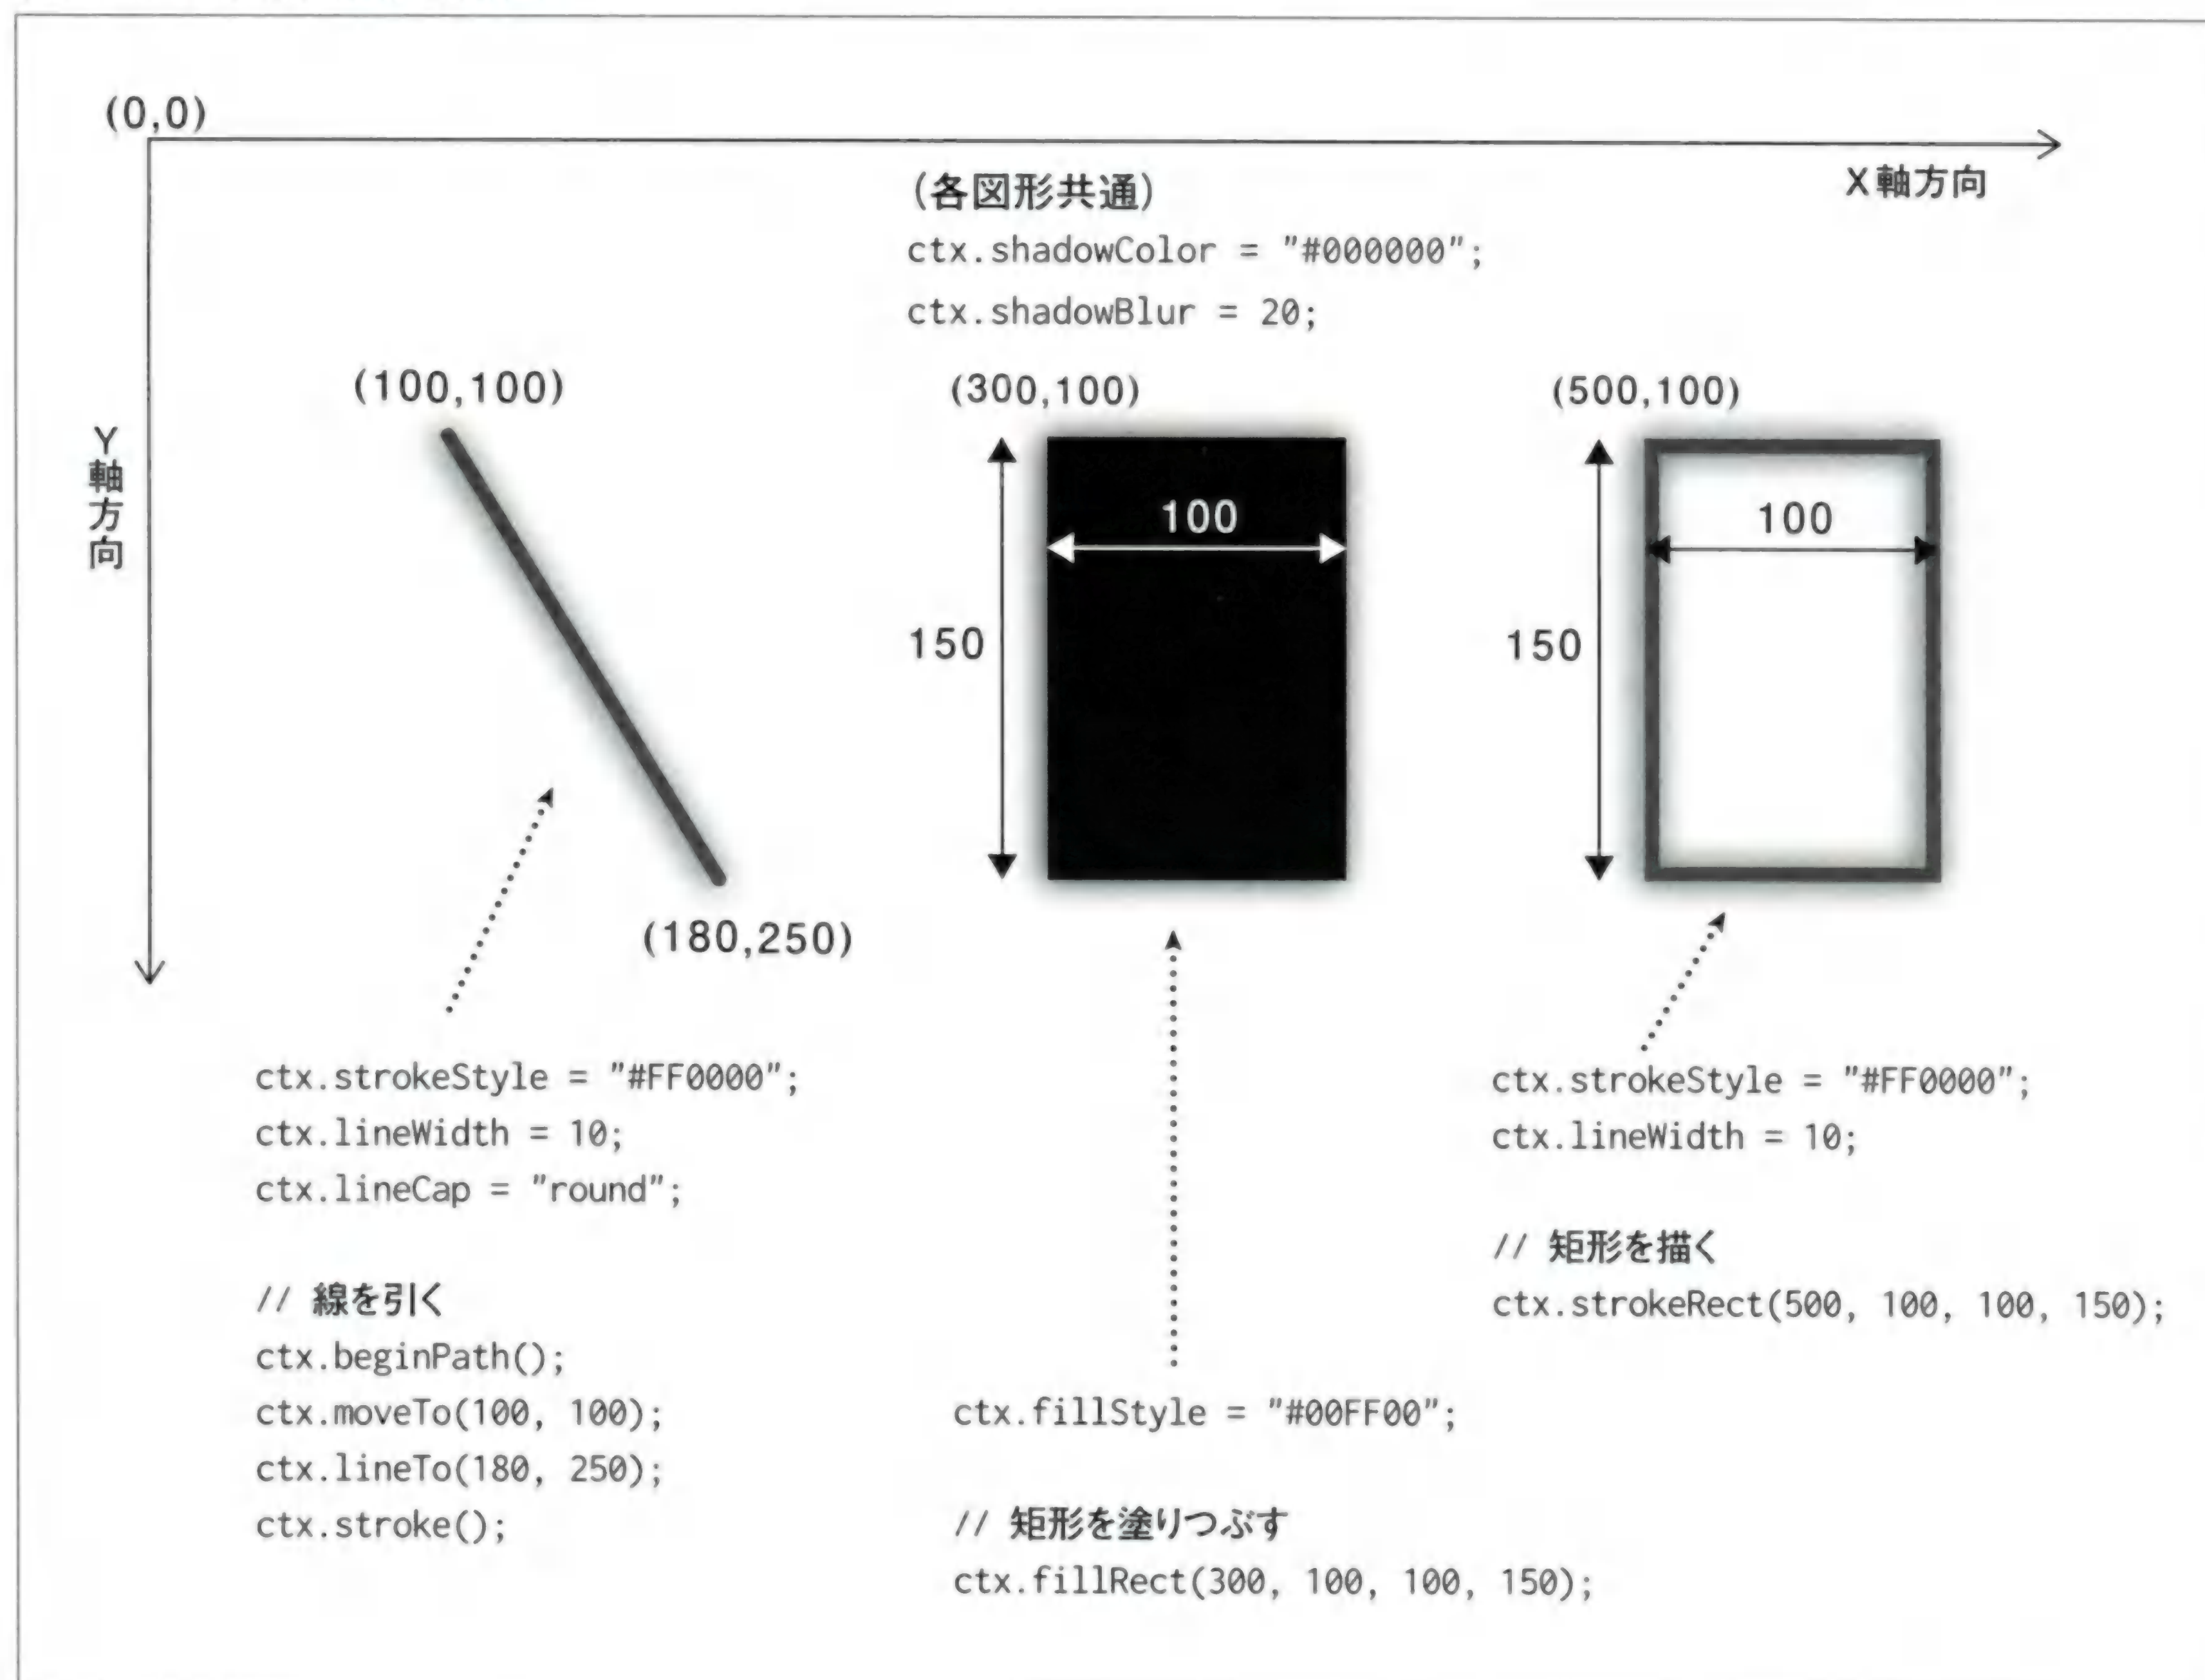 (0,0)
X軸方向
Y軸方向
(各図形共通)
ctx.shadowColor = "#000000";
ctx.shadowBlur = 20;
(100,100)
(180,250)
(300,100)
100
150
(500,100)
100
150
ctx.strokeStyle = "#FF0000";
ctx.lineWidth = 10;
ctx.lineCap = "round";
// 線を引く
ctx.beginPath();
ctx.moveTo(100, 100);
ctx.lineTo(180, 250);
ctx.stroke();
ctx.fillStyle = "#00FF00";
// 矩形を塗りつぶす
ctx.fillRect(300, 100, 100, 150);
ctx.strokeStyle = "#FF0000";
ctx.lineWidth = 10;
// 矩形を描く
ctx.strokeRect(500, 100, 100, 150);